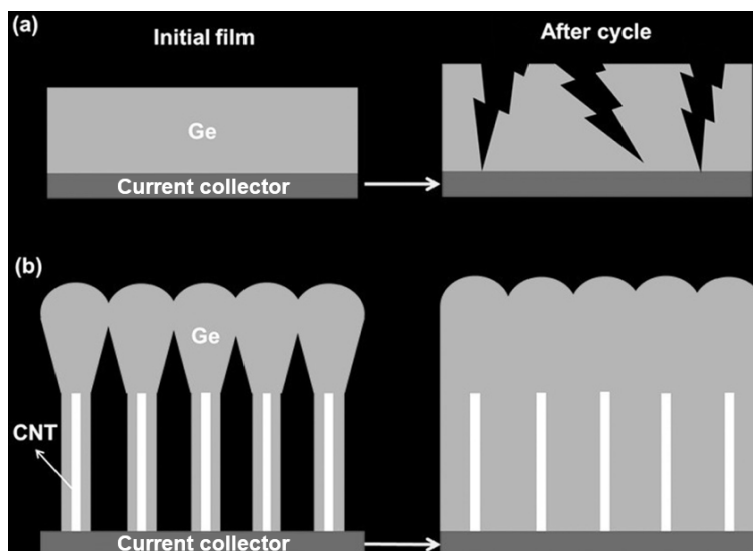 (a)
Initial film
After cycle
Ge
Current collector
(b)
Ge
CNT
Current collector